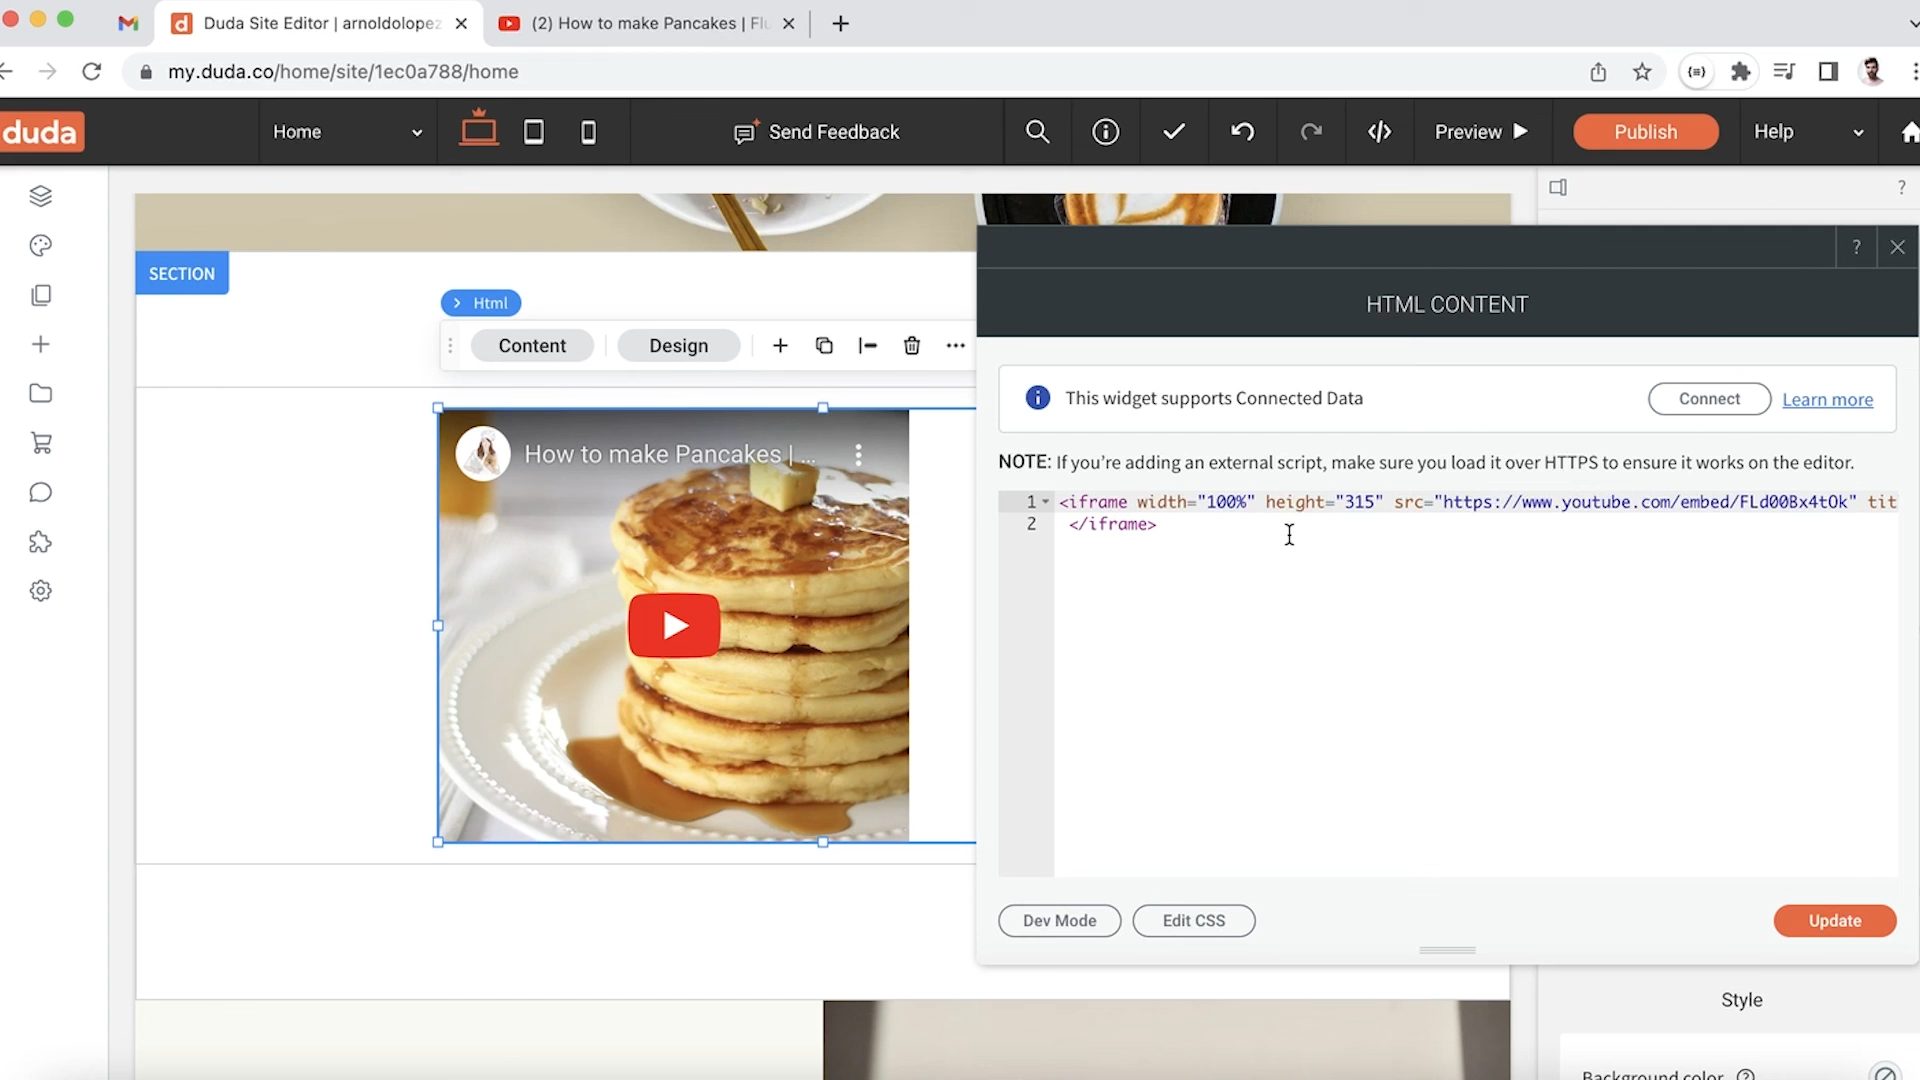 Duda Site Editor | arnoldolopez
(2) How to make Pancakes | Flu
my.duda.co/home/site/1ec0a788/home
duda
Home
Send Feedback
Preview
Publish
Help
?
SECTION
Html
Content
Design
?
HTML CONTENT
This widget supports Connected Data
Connect
Learn more
How to make Pancakes | ...
NOTE: If you're adding an external script, make sure you load it over HTTPS to ensure it works on the editor.
1 <iframe width="100%" height="315" src="https://www.youtube.com/embed/FLd00Bx4tOk" tit
2 </iframe>
Dev Mode
Edit CSS
Update
Style
Background color ?